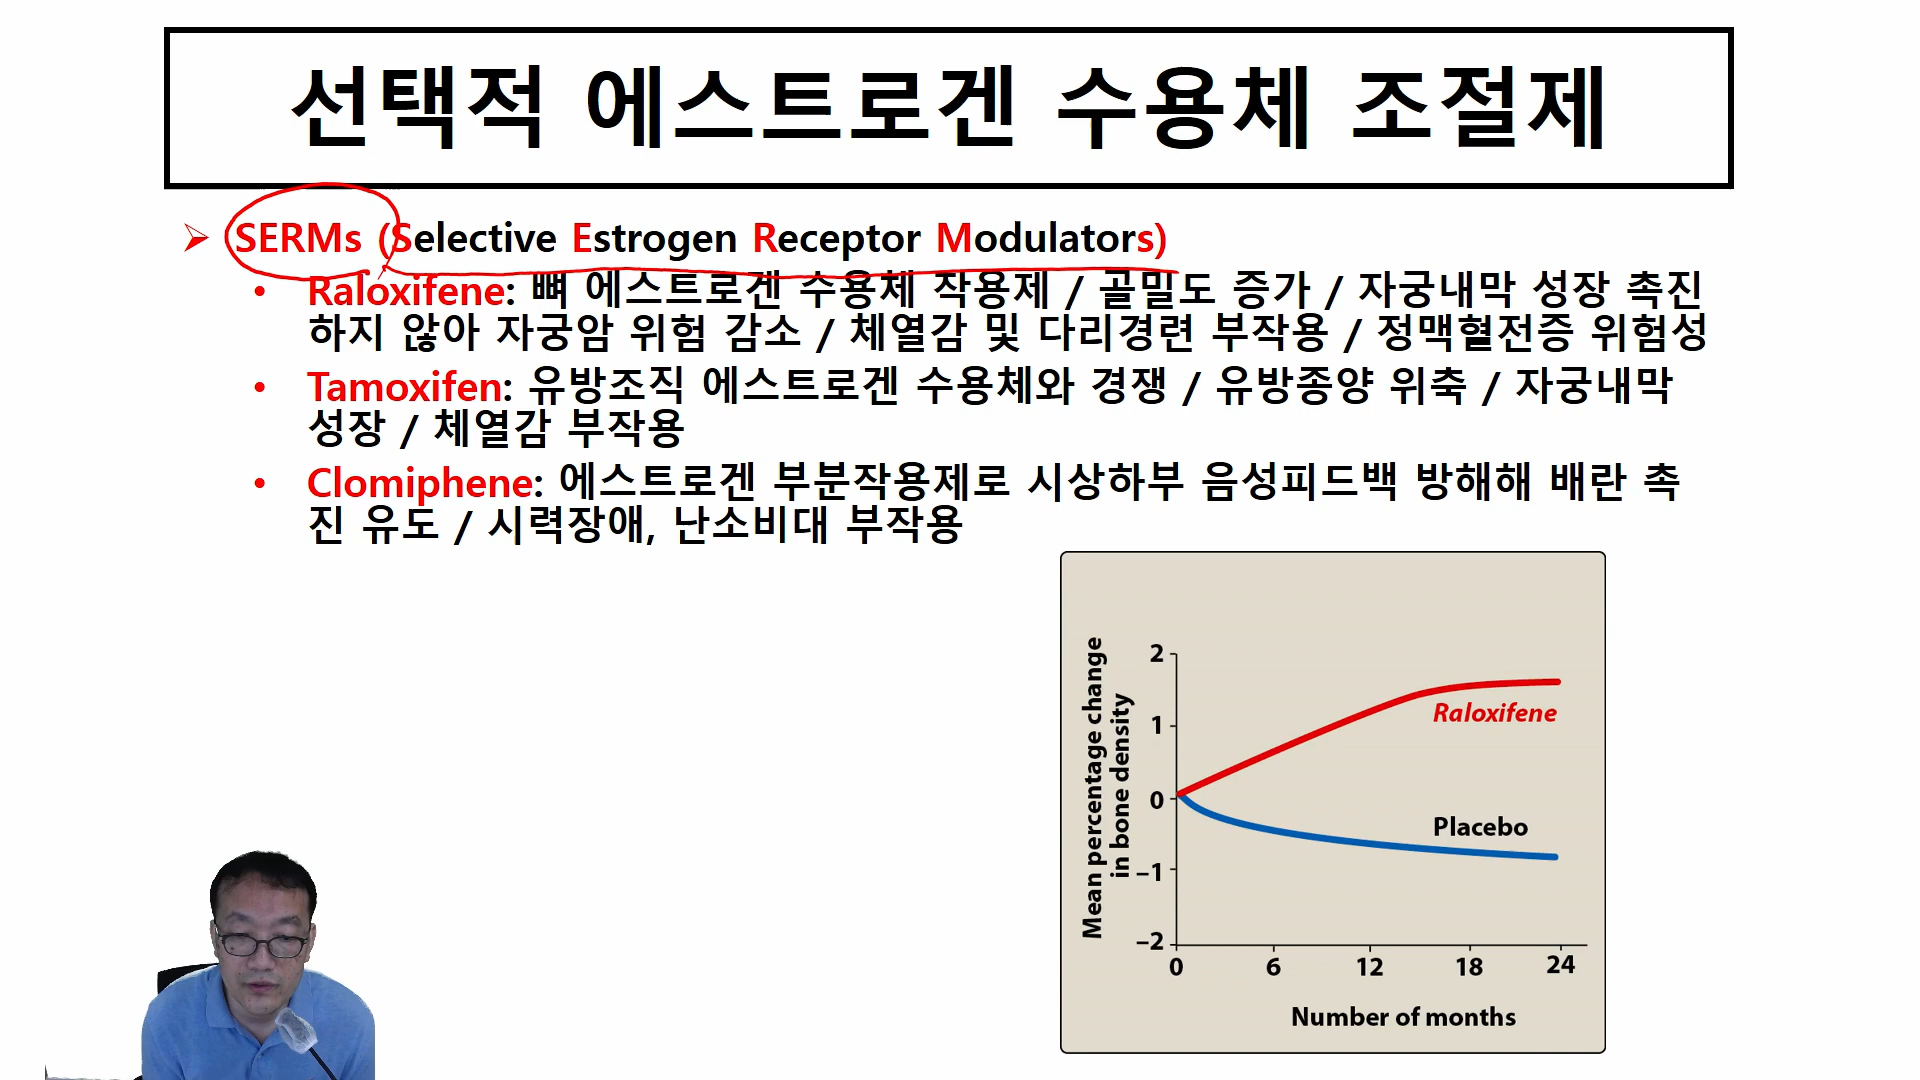 선택적 에스트로겐 수용체 조절제
➢ SERMs (Selective Estrogen Receptor Modulators)
• Raloxifene: 뼈 에스트로겐 수용체 작용제 / 골밀도 증가 / 자궁내막 성장 촉진
하지 않아 자궁암 위험 감소 / 체열감 및 다리경련 부작용 / 정맥혈전증 위험성
• Tamoxifen: 유방조직 에스트로겐 수용체와 경쟁 / 유방종양 위축 / 자궁내막
성장 / 체열감 부작용
• Clomiphene: 에스트로겐 부분작용제로 시상하부 음성피드백 방해해 배란 촉
진 유도 / 시력장애, 난소비대 부작용
Mean percentage change
in bone density
2
1
0
–1
–2
Raloxifene
Placebo
0 6 12 18 24
Number of months